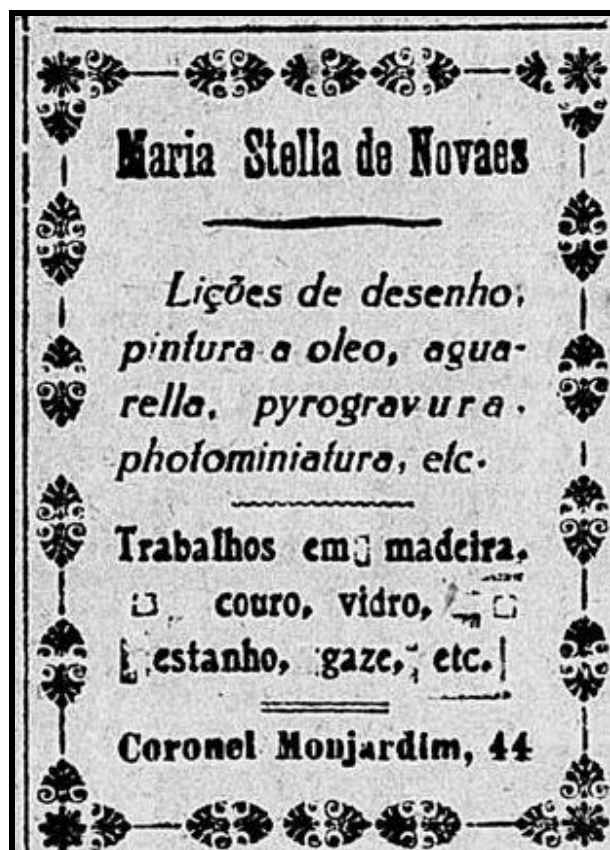 Maria Stella de Novaes
Lições de desenho,
pintura a oleo, agua-
rella, pyrogravura,
photominiatura, etc.
Trabalhos em madeira,
couro, vidro,
estanho, gaze, etc.
Coronel Monjardim, 44